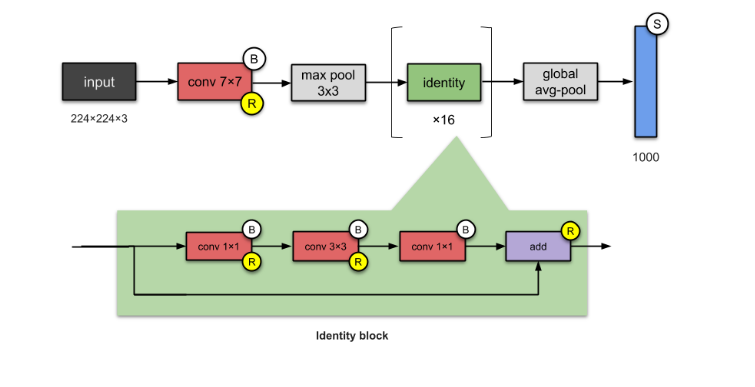 S
B
input
conv 7×7
max pool
3x3
identity
global
avg-pool
R
224×224×3
×16
1000
B
B
B
R
conv 1×1
conv 3×3
conv 1×1
add
R
R
Identity block